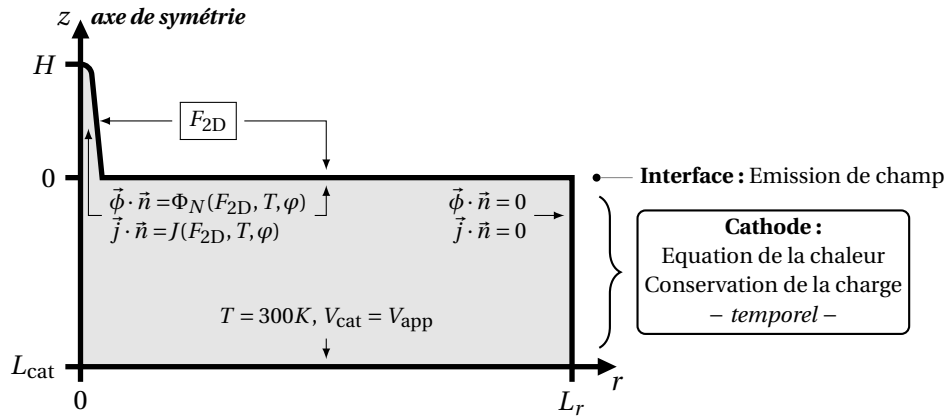 z axe de symétrie
H
F2D
0
Interface : Emission de champ
ϕ⃗ · n⃗ =ΦN(F2D, T,φ)
j⃗ · n⃗ =J(F2D, T,φ)
ϕ⃗ · n⃗ = 0
j⃗ · n⃗ = 0
Cathode :
Equation de la chaleur
Conservation de la charge
– temporel –
T = 300K, Vcat = Vapp
Lcat
0
Lr
r